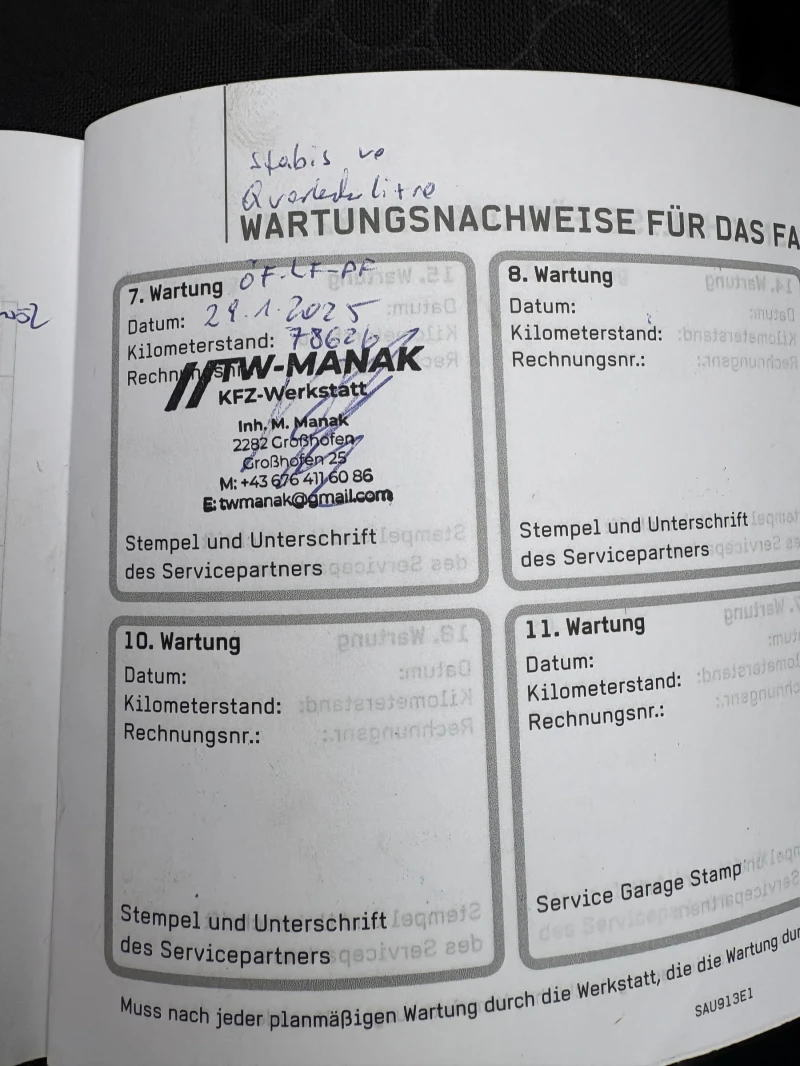 Stabis vo
Querlenker litre
WARTUNGSNACHWEISE FÜR DAS FA
7. Wartung ÖF-LF-PF
Datum: 29.1.2025
Kilometerstand: 78626
Rechnungsnr.:
TW-MANAK
KFZ-Werkstatt
Inh. M. Manak
2282 Großhofen
Großhofen 25
M: +43 676 411 60 86
E: twmanak@gmail.com
Stempel und Unterschrift
des Servicepartners
8. Wartung
Datum:
Kilometerstand:
Rechnungsnr.:
Stempel und Unterschrift
des Servicepartners
10. Wartung
Datum:
Kilometerstand:
Rechnungsnr.:
Stempel und Unterschrift
des Servicepartners
11. Wartung
Datum:
Kilometerstand:
Rechnungsnr.:
Service Garage Stamp
Muss nach jeder planmäßigen Wartung durch die Werkstatt, die die Wartung dur
SAU913E1